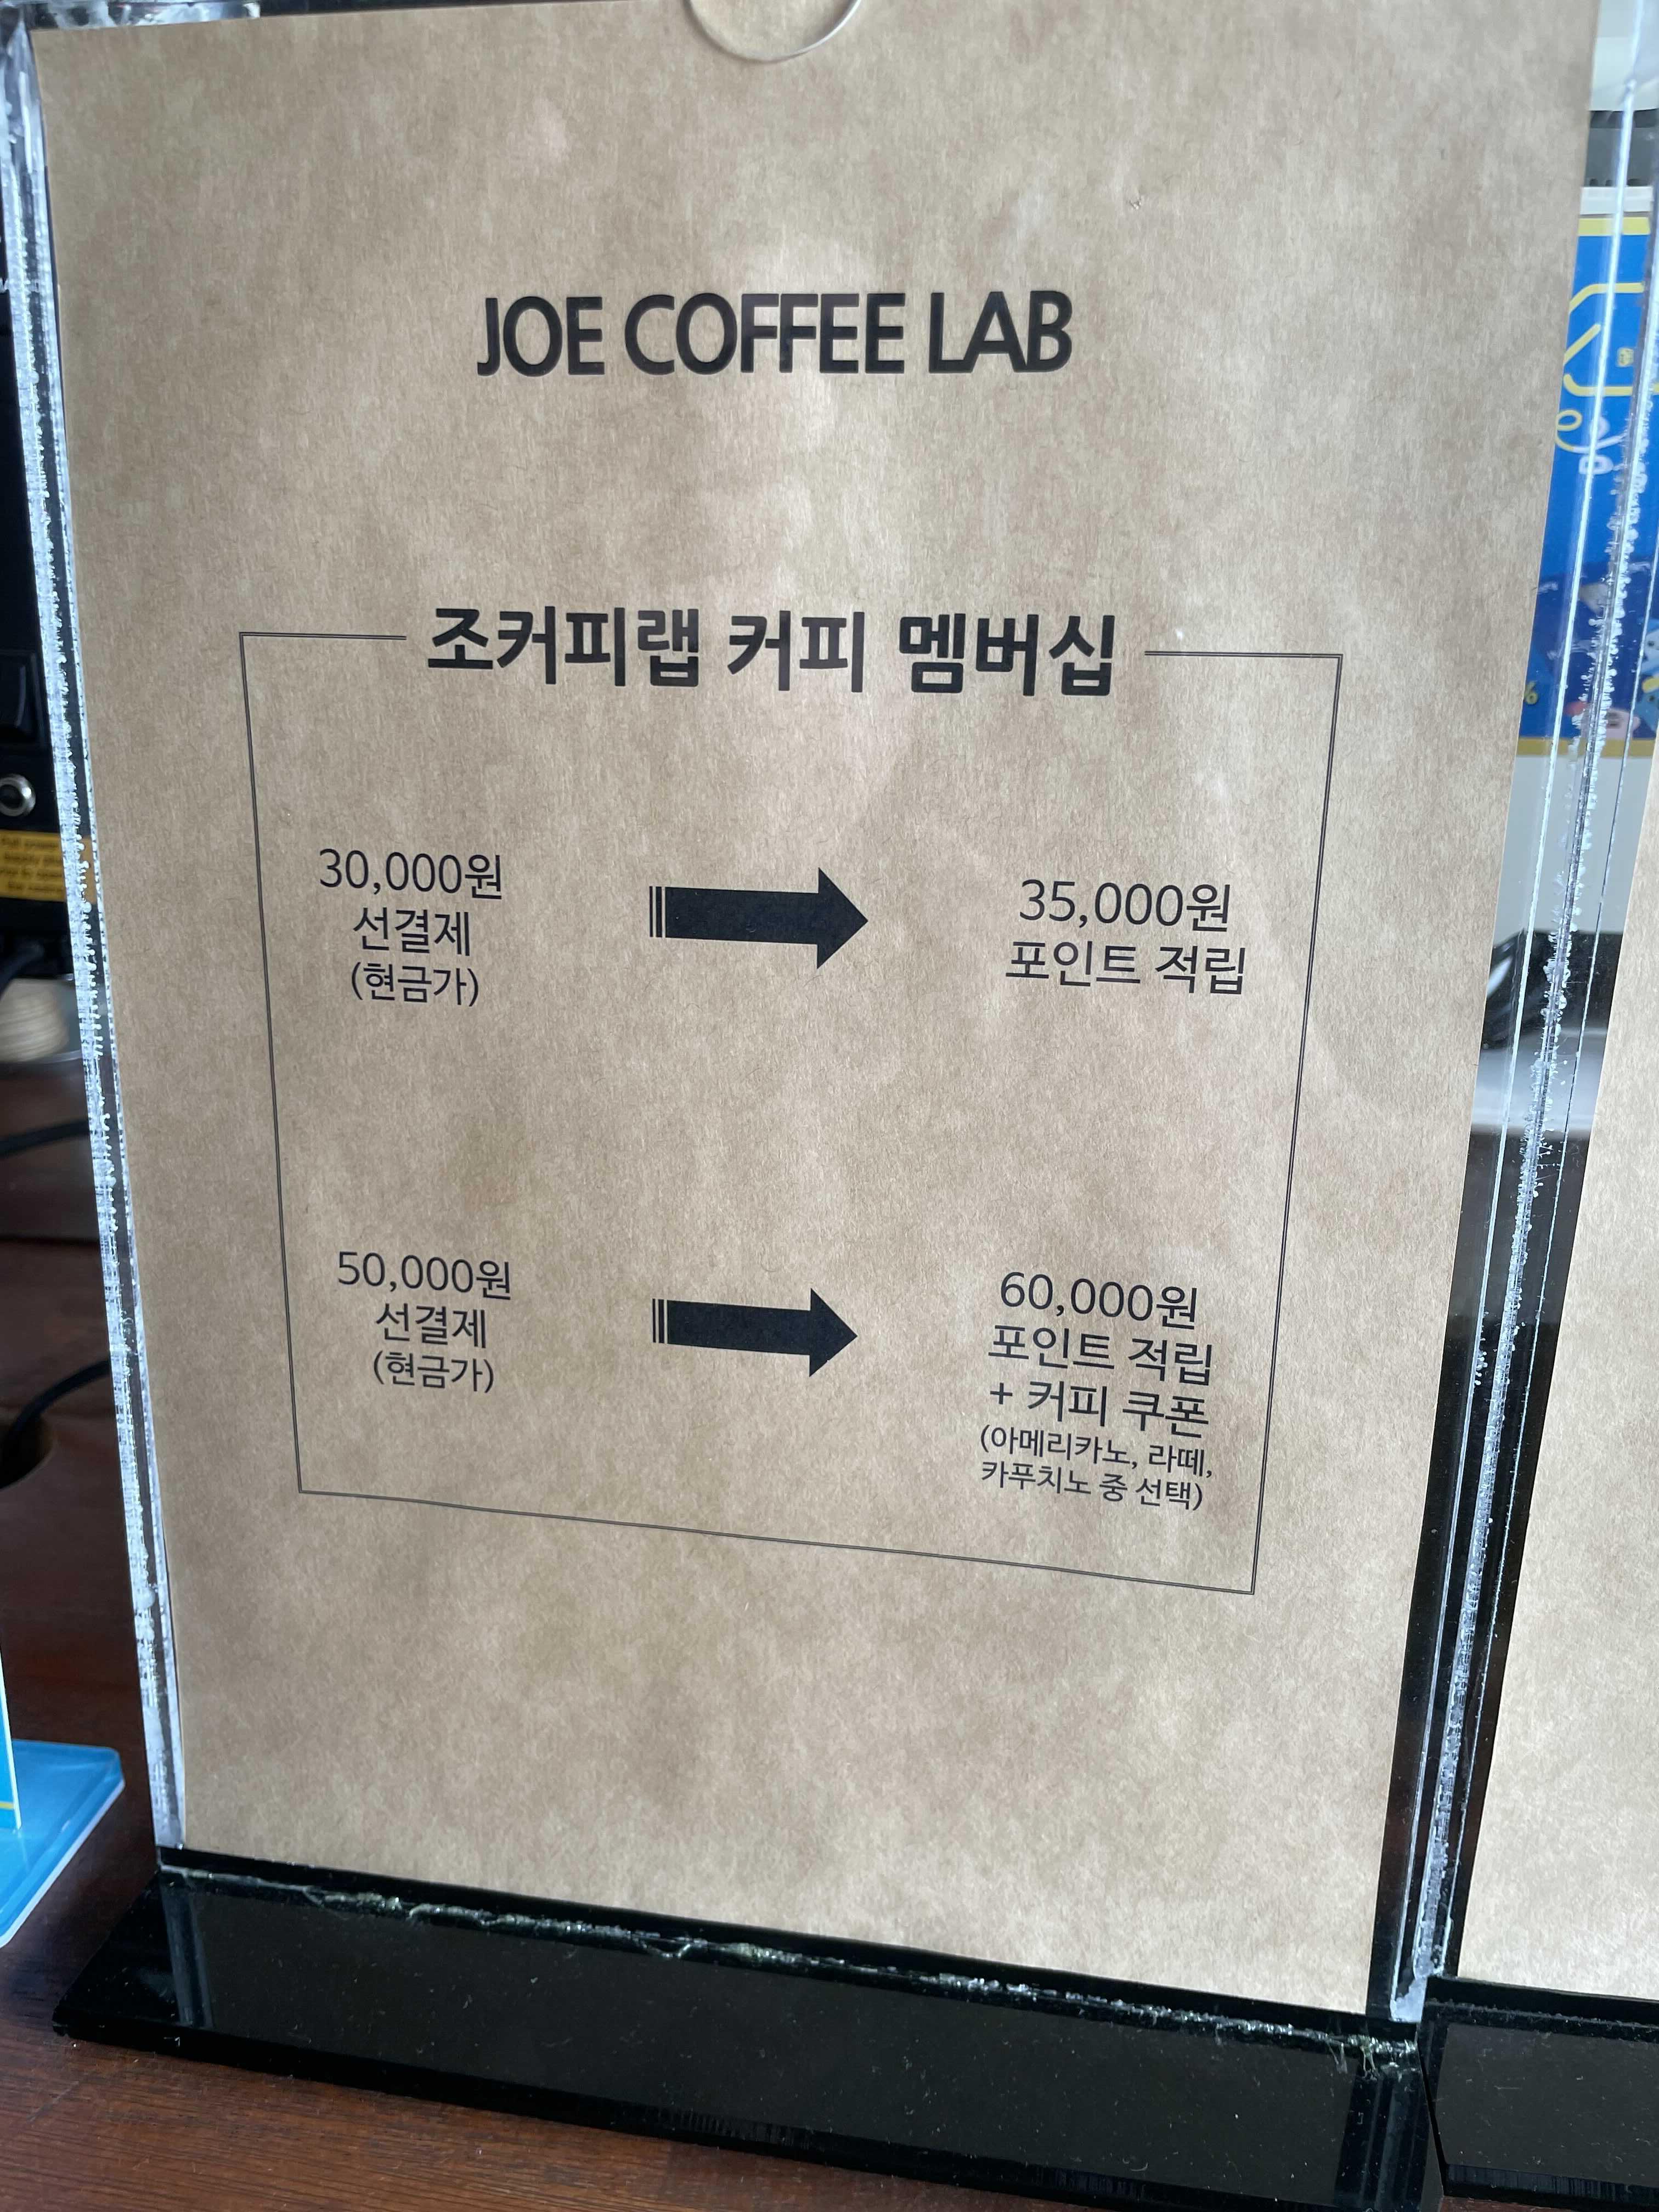 JOE COFFEE LAB
조커피랩 커피 멤버십
30,000원
선결제
(현금가)
35,000원
포인트 적립
50,000원
선결제
(현금가)
60,000원
포인트 적립
+ 커피 쿠폰
(아메리카노, 라떼,
카푸치노 중 선택)